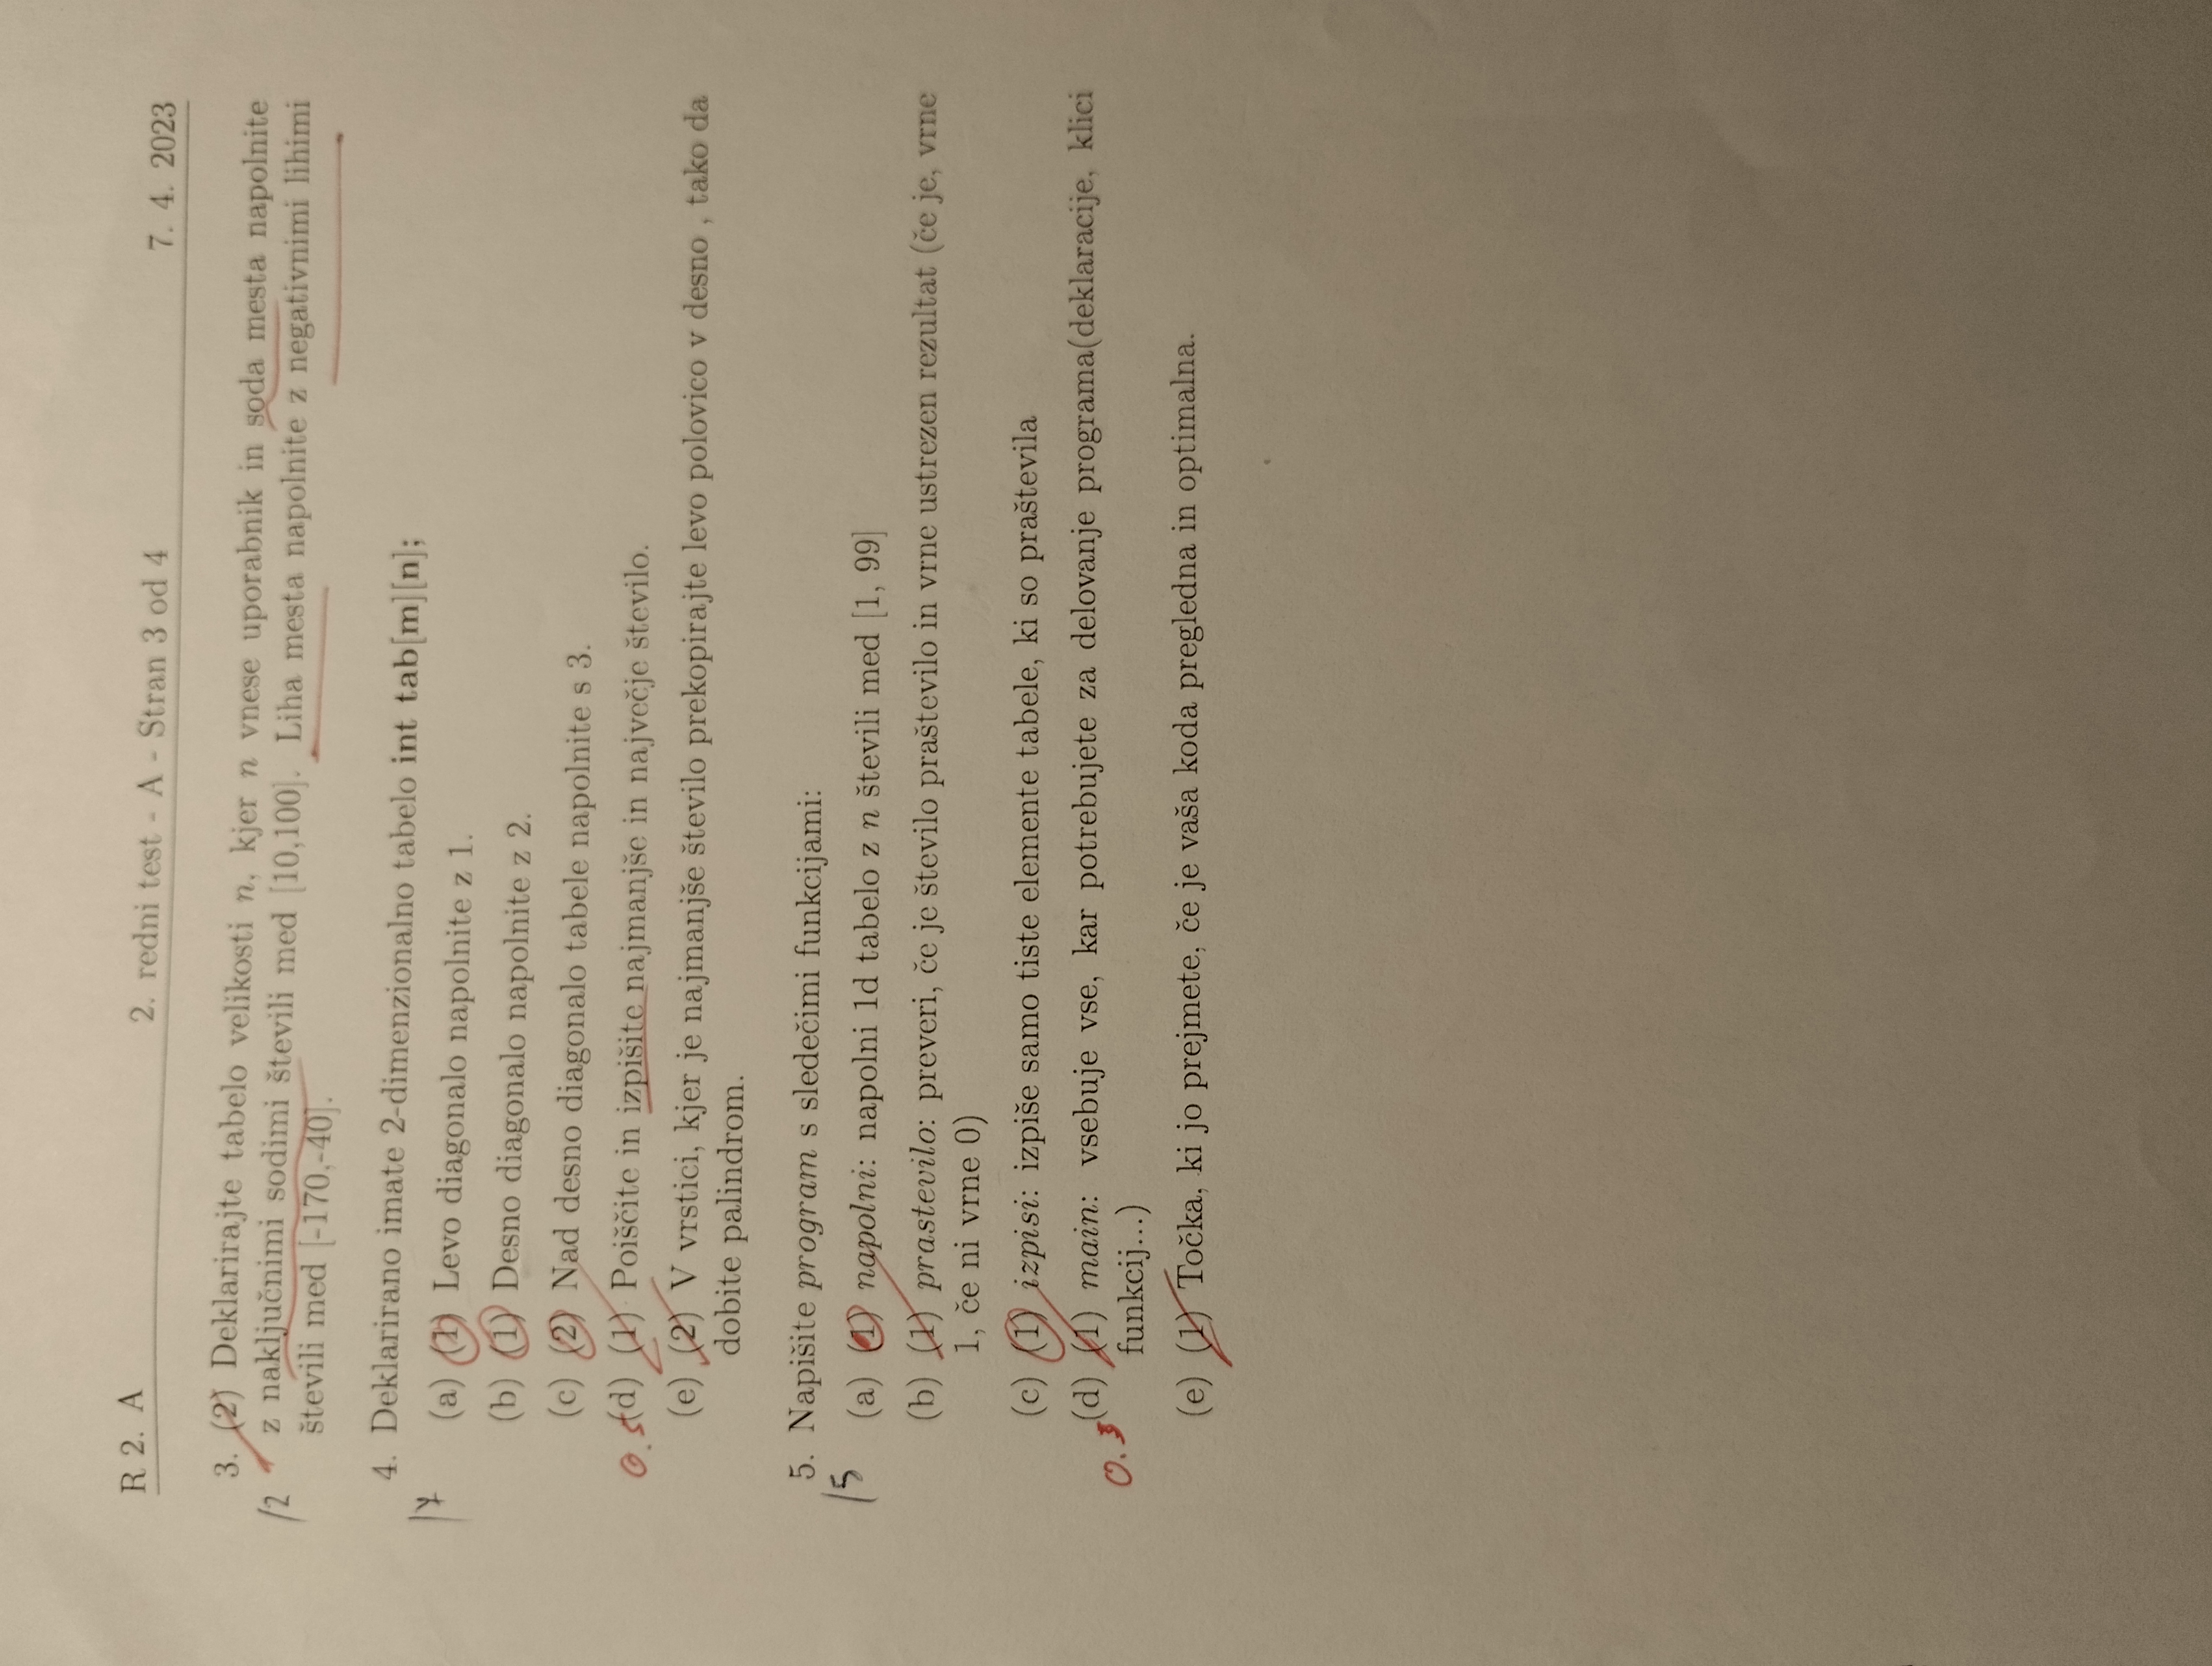 R 2. A 2. redni test - A - Stran 3 od 4 7. 4. 2023
3. (2) Deklarirajte tabelo velikosti n, kjer n vnese uporabnik in soda mesta napolnite
/2 z naključnimi sodimi števili med [10,100]. Liha mesta napolnite z negativnimi lihimi
števili med [-170,-40].
4. Deklarirano imate 2-dimenzionalno tabelo int tab[m][n];
/7
(a) (1) Levo diagonalo napolnite z 1.
(b) (1) Desno diagonalo napolnite z 2.
(c) (2) Nad desno diagonalo tabele napolnite s 3.
0.5 (d) (1) Poiščite in izpišite najmanjše in največje število.
(e) (2) V vrstici, kjer je najmanjše število prekopirajte levo polovico v desno , tako da
dobite palindrom.
5. Napišite program s sledečimi funkcijami:
/5
(a) (1) napolni: napolni 1d tabelo z n števili med [1, 99]
(b) (1) prastevilo: preveri, če je število praštevilo in vrne ustrezen rezultat (če je, vrne
1, če ni vrne 0)
(c) (1) izpisi: izpiše samo tiste elemente tabele, ki so praštevila
(d) (1) main: vsebuje vse, kar potrebujete za delovanje programa(deklaracije, klici
0.3 funkcij...)
(e) (1) Točka, ki jo prejmete, če je vaša koda pregledna in optimalna.